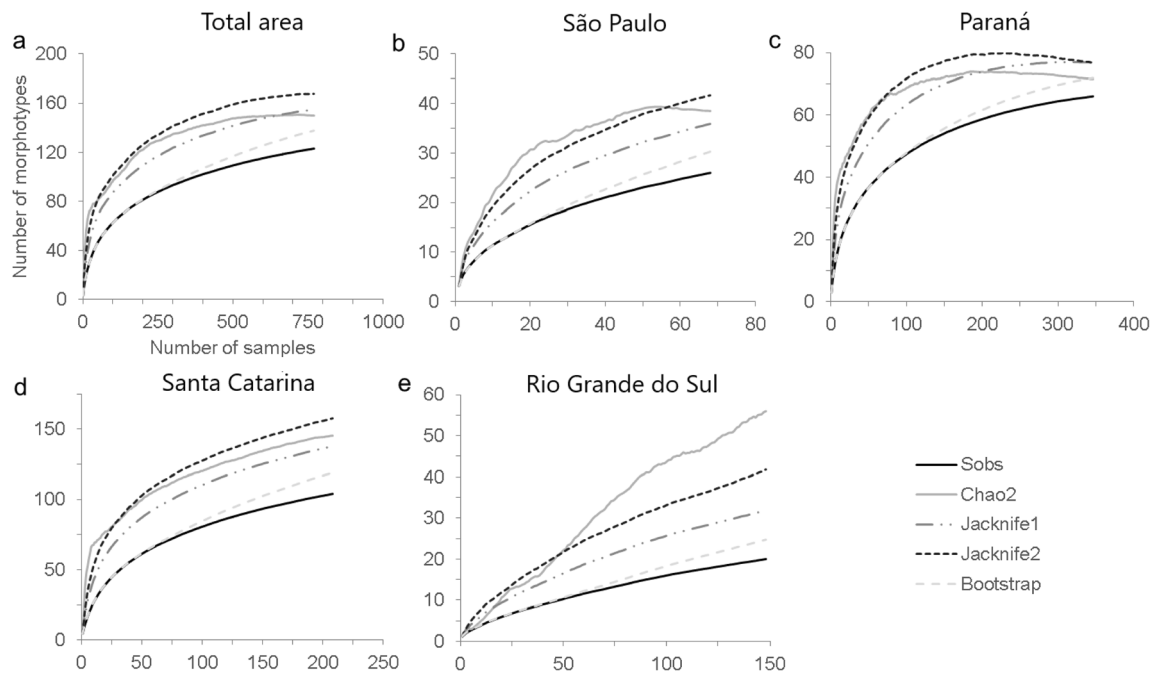 a Total area
200
160
120
80
40
0
0 250 500 750 1000
Number of morphotypes
Number of samples
b São Paulo
50
40
30
20
10
0
0 20 40 60 80
c Paraná
80
60
40
20
0
0 100 200 300 400
d Santa Catarina
150
100
50
0
0 50 100 150 200 250
e Rio Grande do Sul
60
50
40
30
20
10
0
0 50 100 150
Sobs
Chao2
Jacknife1
Jacknife2
Bootstrap